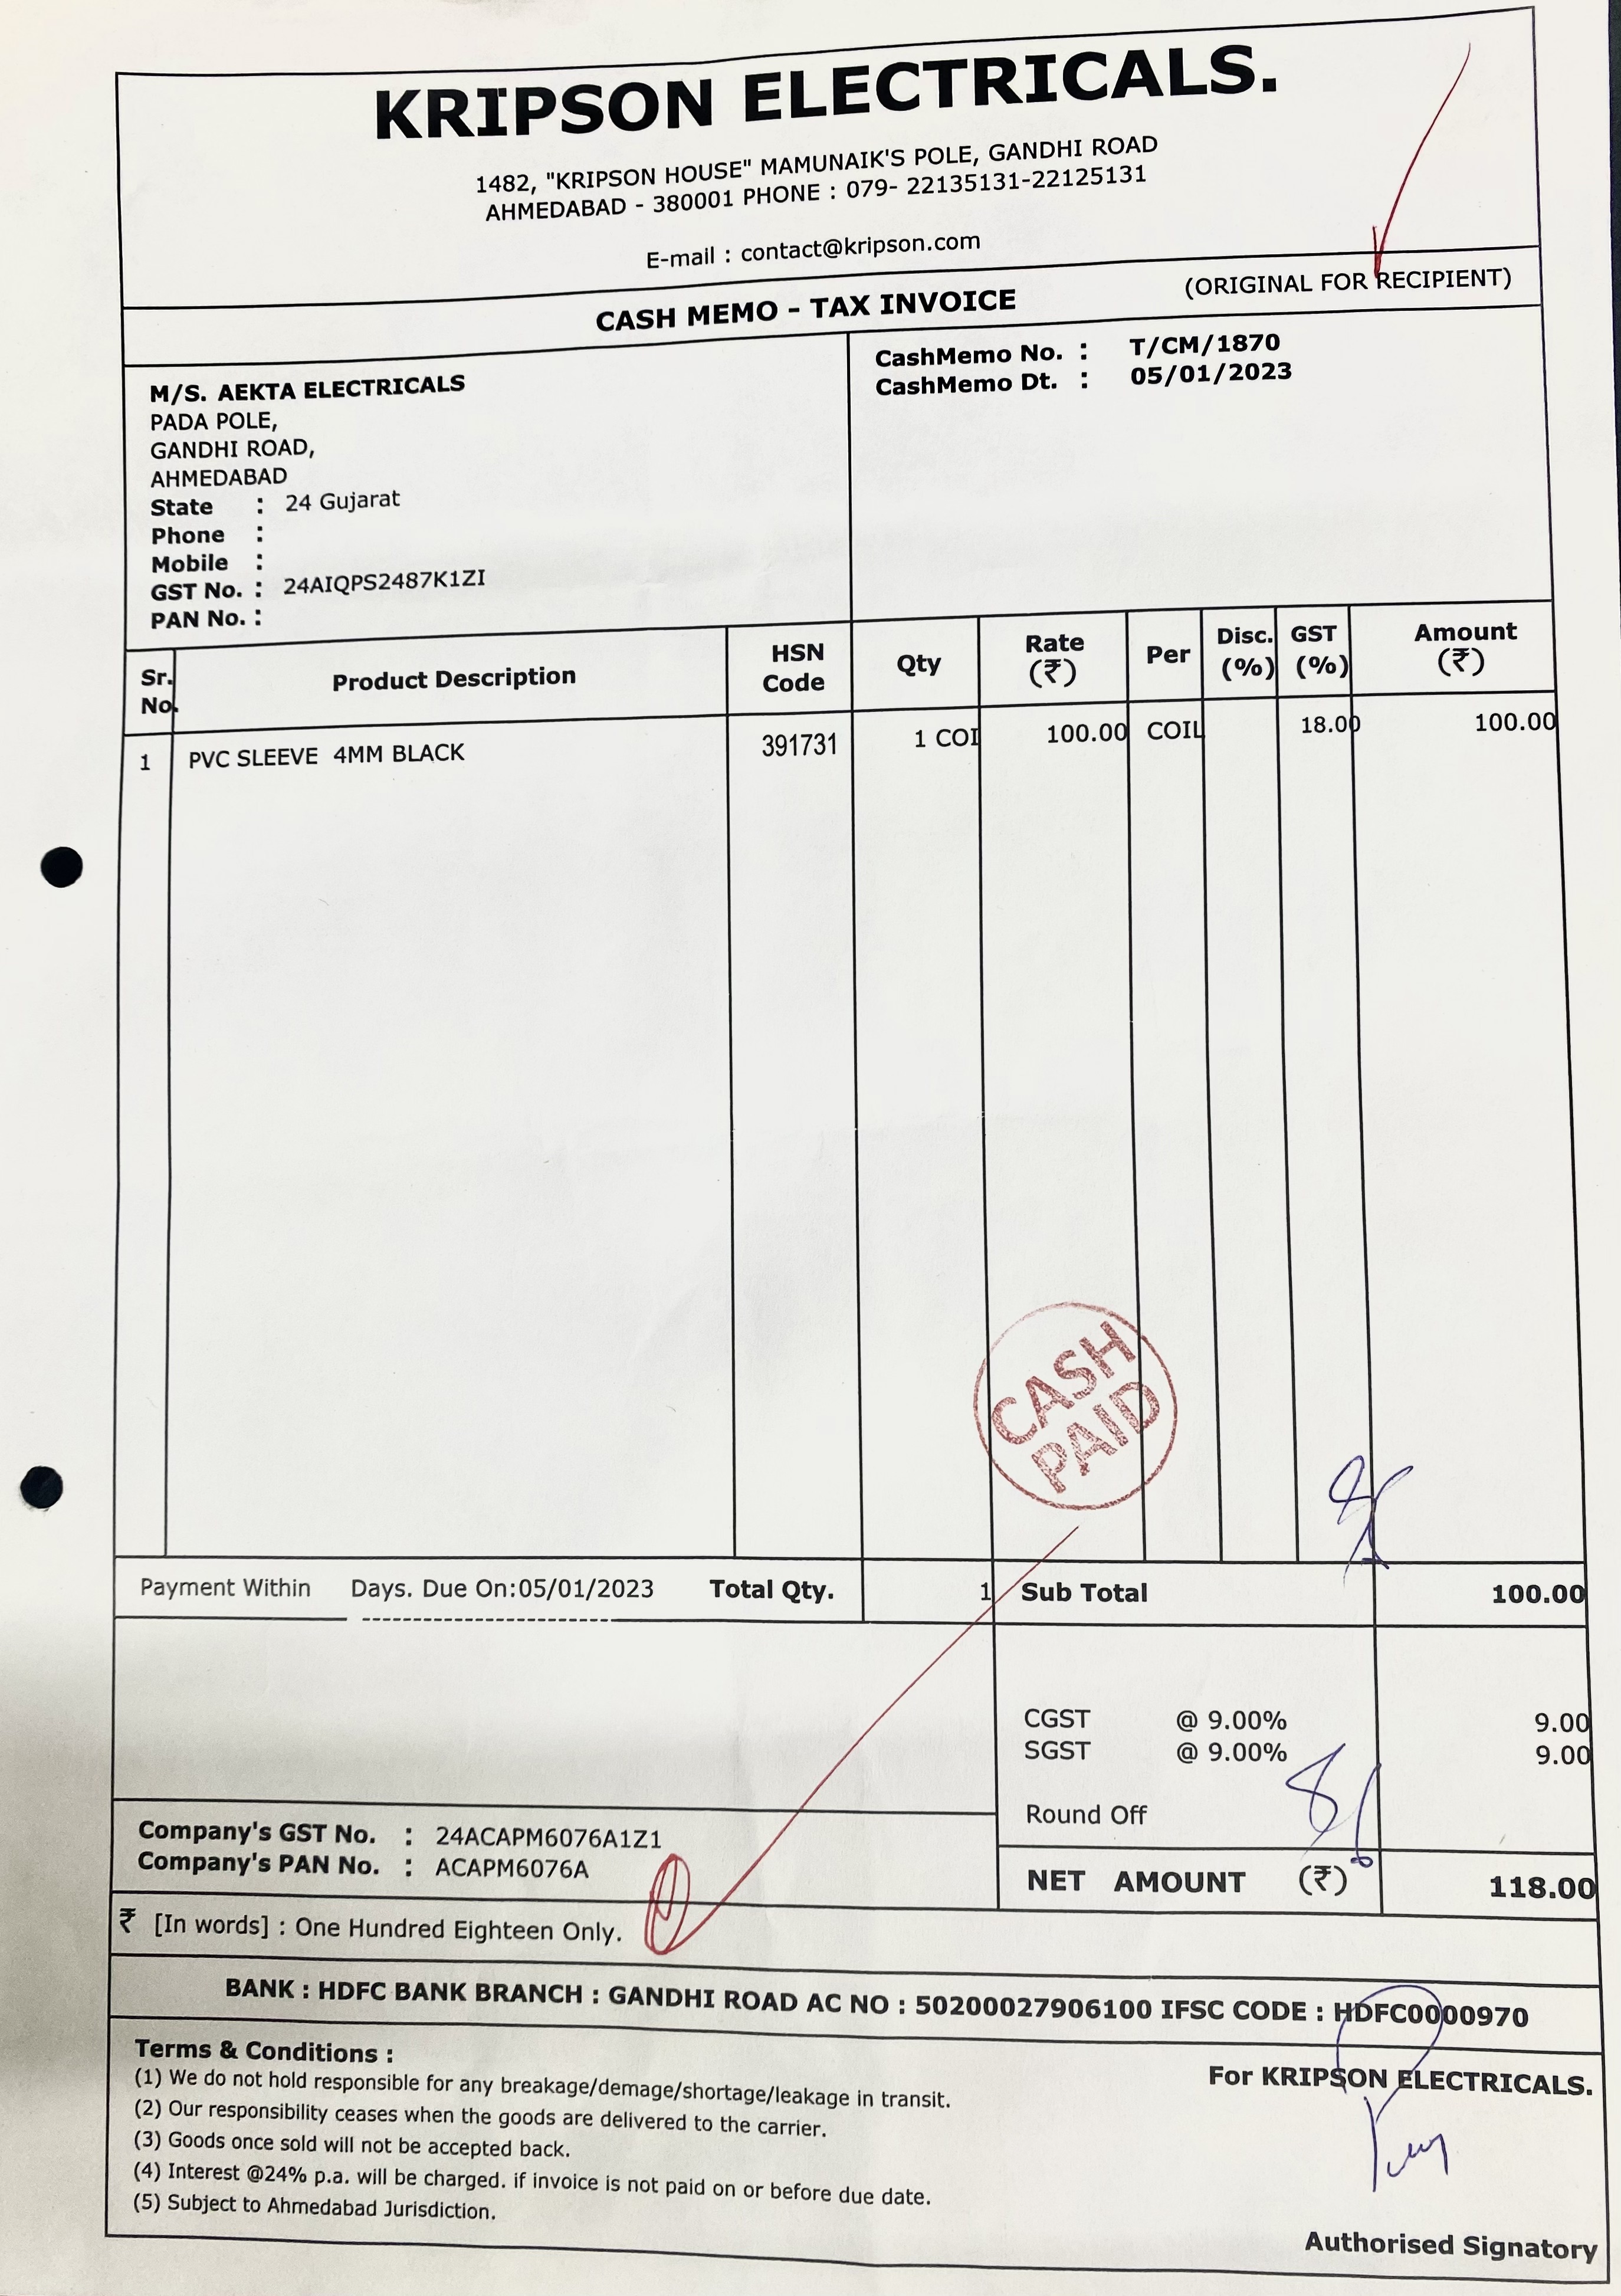 KRIPSON ELECTRICALS.
1482, "KRIPSON HOUSE" MAMUNAIK'S POLE, GANDHI ROAD
AHMEDABAD - 380001 PHONE : 079- 22135131-22125131
E-mail : contact@kripson.com
CASH MEMO - TAX INVOICE (ORIGINAL FOR RECIPIENT)
M/S. AEKTA ELECTRICALS
PADA POLE,
GANDHI ROAD,
AHMEDABAD
State : 24 Gujarat
Phone :
Mobile :
GST No. : 24AIQPS2487K1ZI
PAN No. :
CashMemo No. : T/CM/1870
CashMemo Dt. : 05/01/2023
Sr. No. Product Description HSN Code Qty Rate (₹) Per Disc. (%) GST (%) Amount (₹)
1 PVC SLEEVE 4MM BLACK 391731 1 COI 100.00 COIL 18.00 100.00
CASH
PAID
Payment Within Days. Due On:05/01/2023 Total Qty. 1 Sub Total 100.00
CGST @ 9.00% 9.00
SGST @ 9.00% 9.00
Round Off
Company's GST No. : 24ACAPM6076A1Z1
Company's PAN No. : ACAPM6076A
NET AMOUNT (₹) 118.00
₹ [In words] : One Hundred Eighteen Only.
BANK : HDFC BANK BRANCH : GANDHI ROAD AC NO : 50200027906100 IFSC CODE : HDFC0000970
Terms & Conditions :
(1) We do not hold responsible for any breakage/demage/shortage/leakage in transit.
(2) Our responsibility ceases when the goods are delivered to the carrier.
(3) Goods once sold will not be accepted back.
(4) Interest @24% p.a. will be charged. if invoice is not paid on or before due date.
(5) Subject to Ahmedabad Jurisdiction.
For KRIPSON ELECTRICALS.
Authorised Signatory